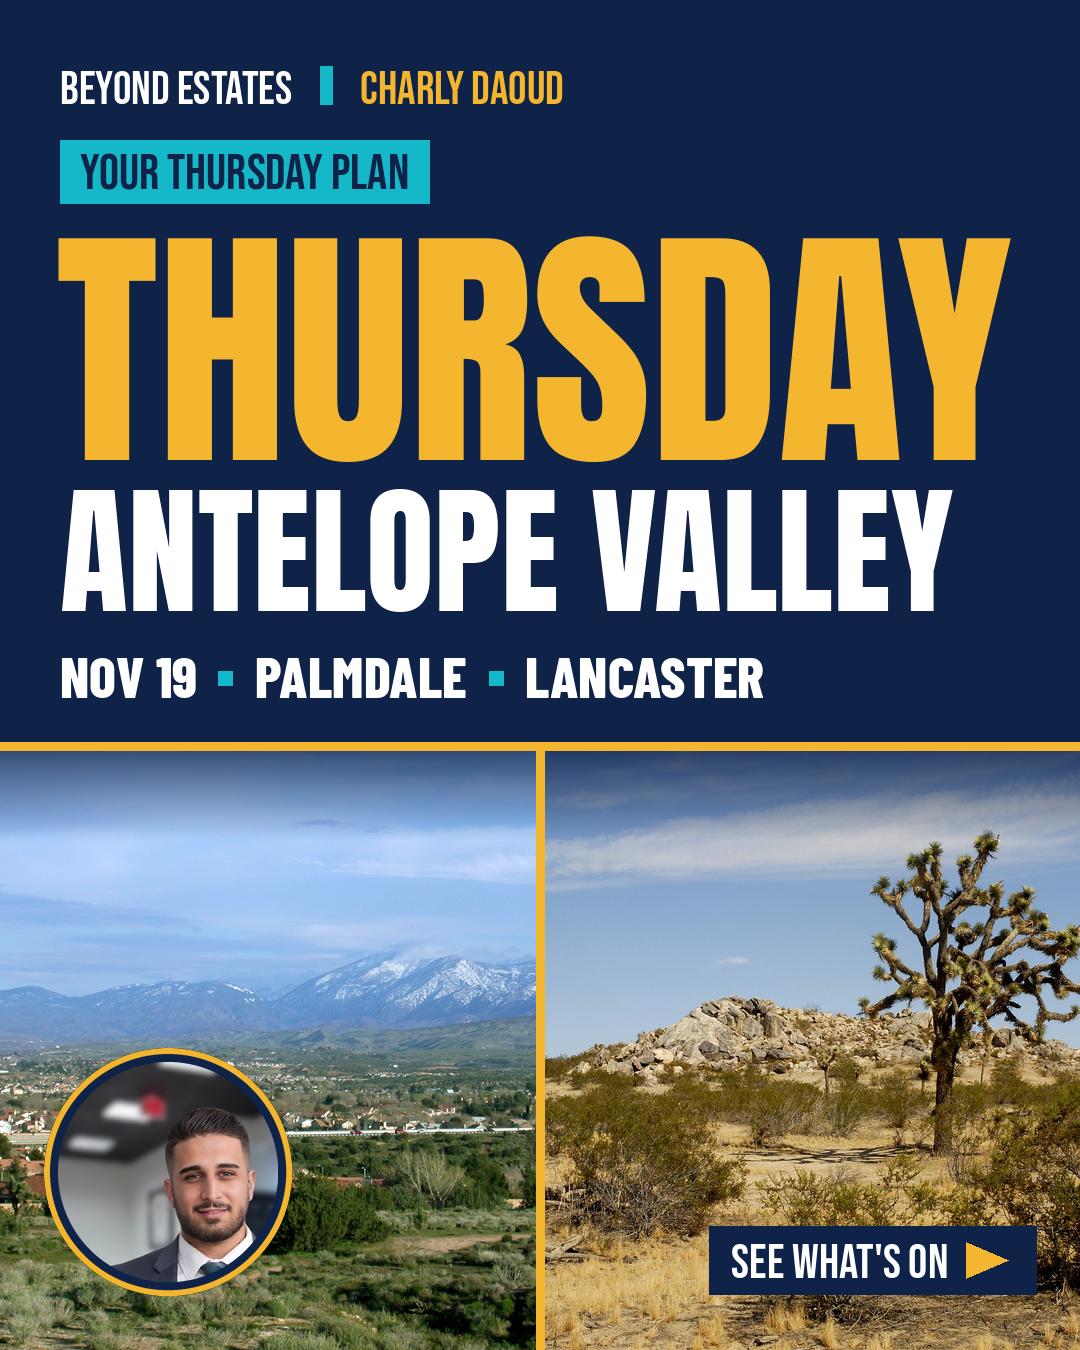 BEYOND ESTATES CHARLY DAOUD
YOUR THURSDAY PLAN
THURSDAY
ANTELOPE VALLEY
NOV 19 ▪ PALMDALE ▪ LANCASTER
SEE WHAT'S ON